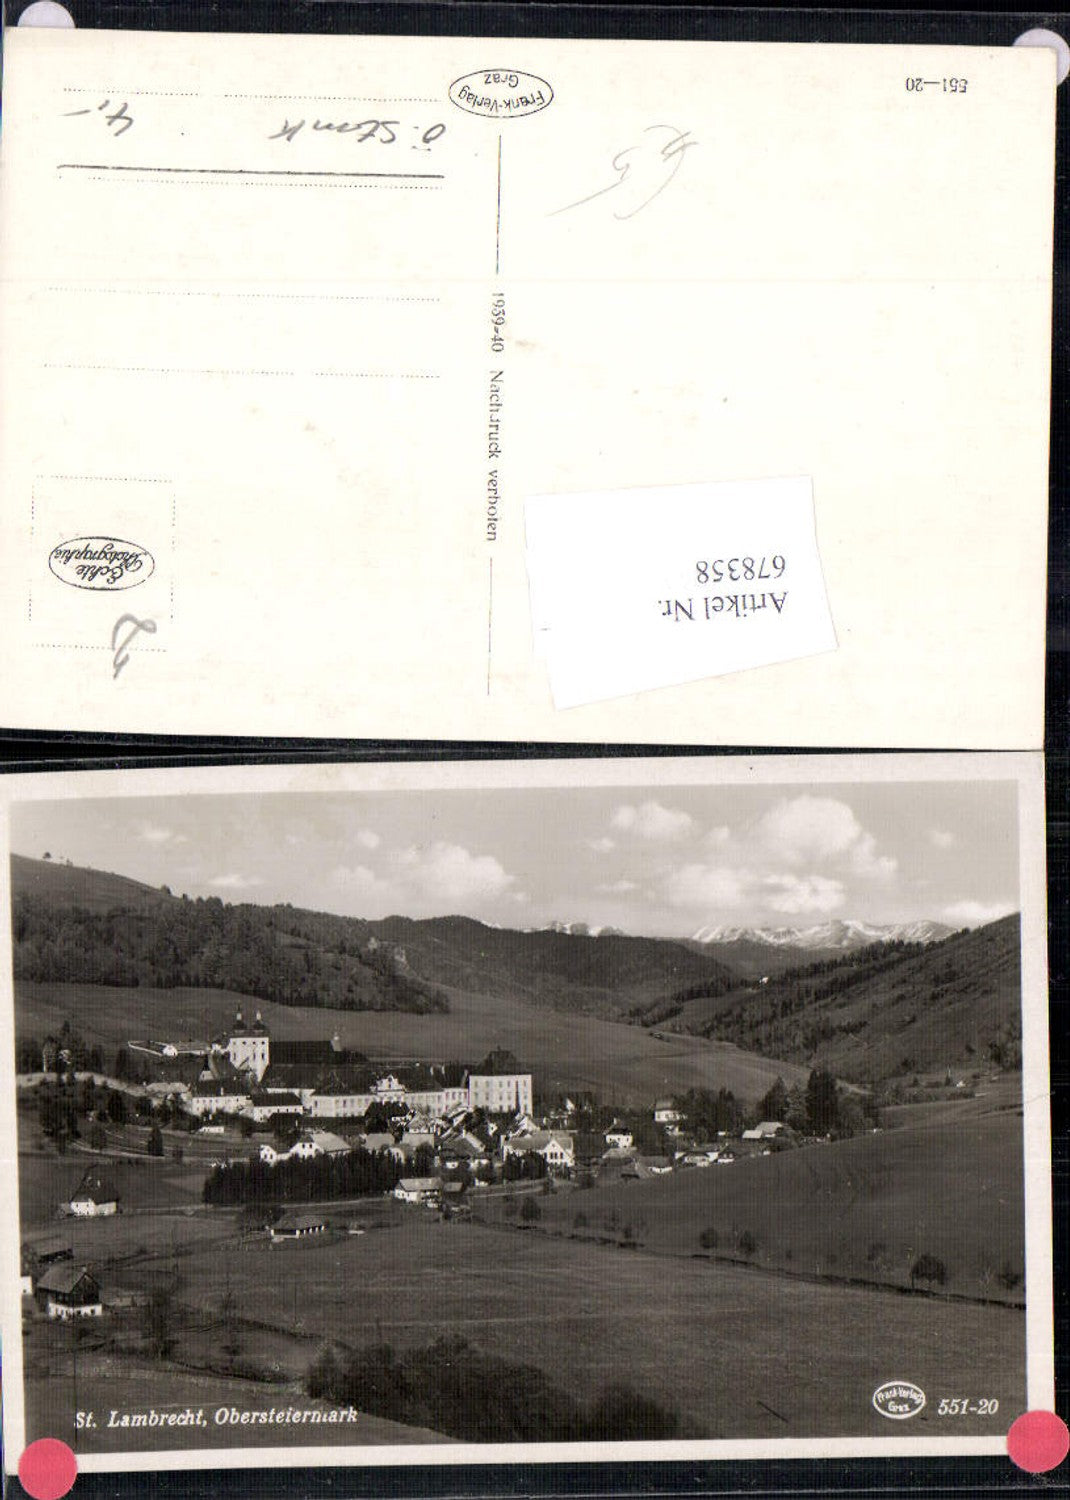 551—20
Frank-Verlag
Graz
Ö. Stmk 4,-
1939-40 Nachdruck verboten
Artikel Nr.
678358
Echte
Photographie
St. Lambrecht, Obersteiermark
Frank-Verlag
Graz
551-20